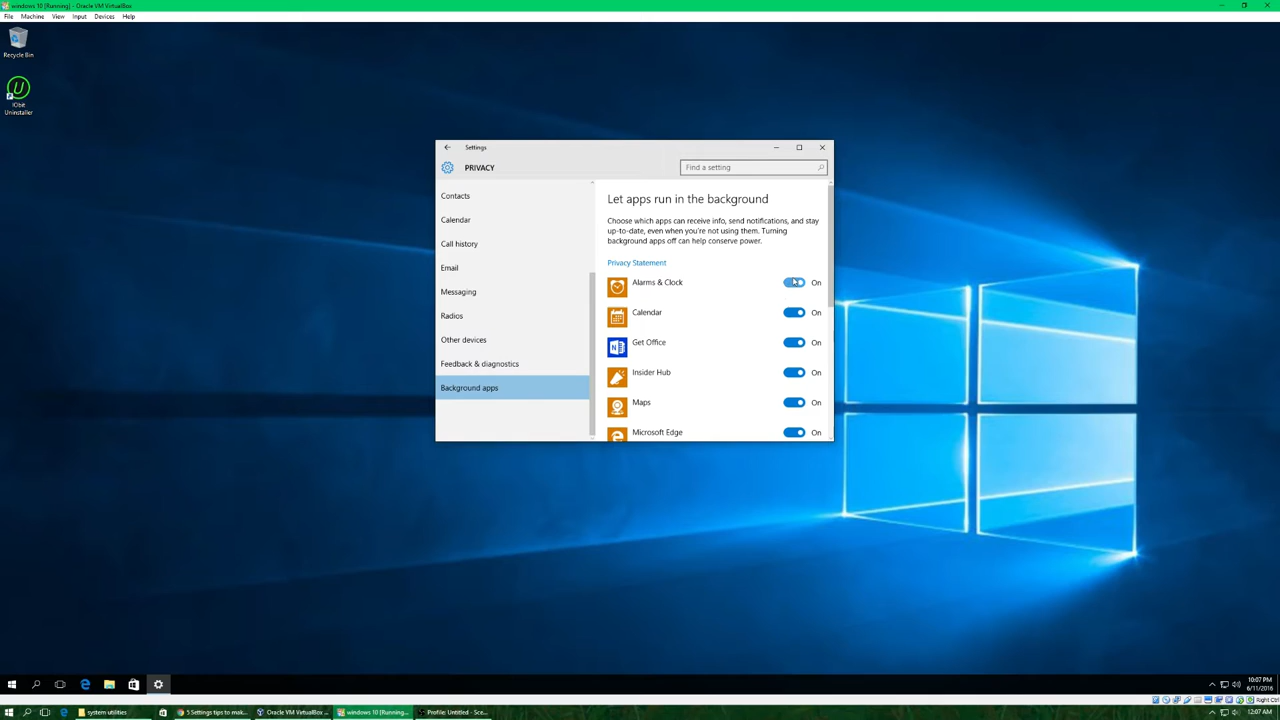 windows 10 [Running] - Oracle VM VirtualBox
File Machine View Input Devices Help
Recycle Bin
IObit
Uninstaller
Settings
PRIVACY
Find a setting
Contacts
Calendar
Call history
Email
Messaging
Radios
Other devices
Feedback & diagnostics
Background apps
Let apps run in the background
Choose which apps can receive info, send notifications, and stay
up-to-date, even when you're not using them. Turning
background apps off can help conserve power.
Privacy Statement
Alarms & Clock On
Calendar On
Get Office On
Insider Hub On
Maps On
Microsoft Edge On
10:07 PM
6/11/2016
Right Ctrl
system utilities
5 Settings tips to mak...
Oracle VM VirtualBox ...
windows 10 [Running...
Profile: Untitled - Sce...
12:07 AM